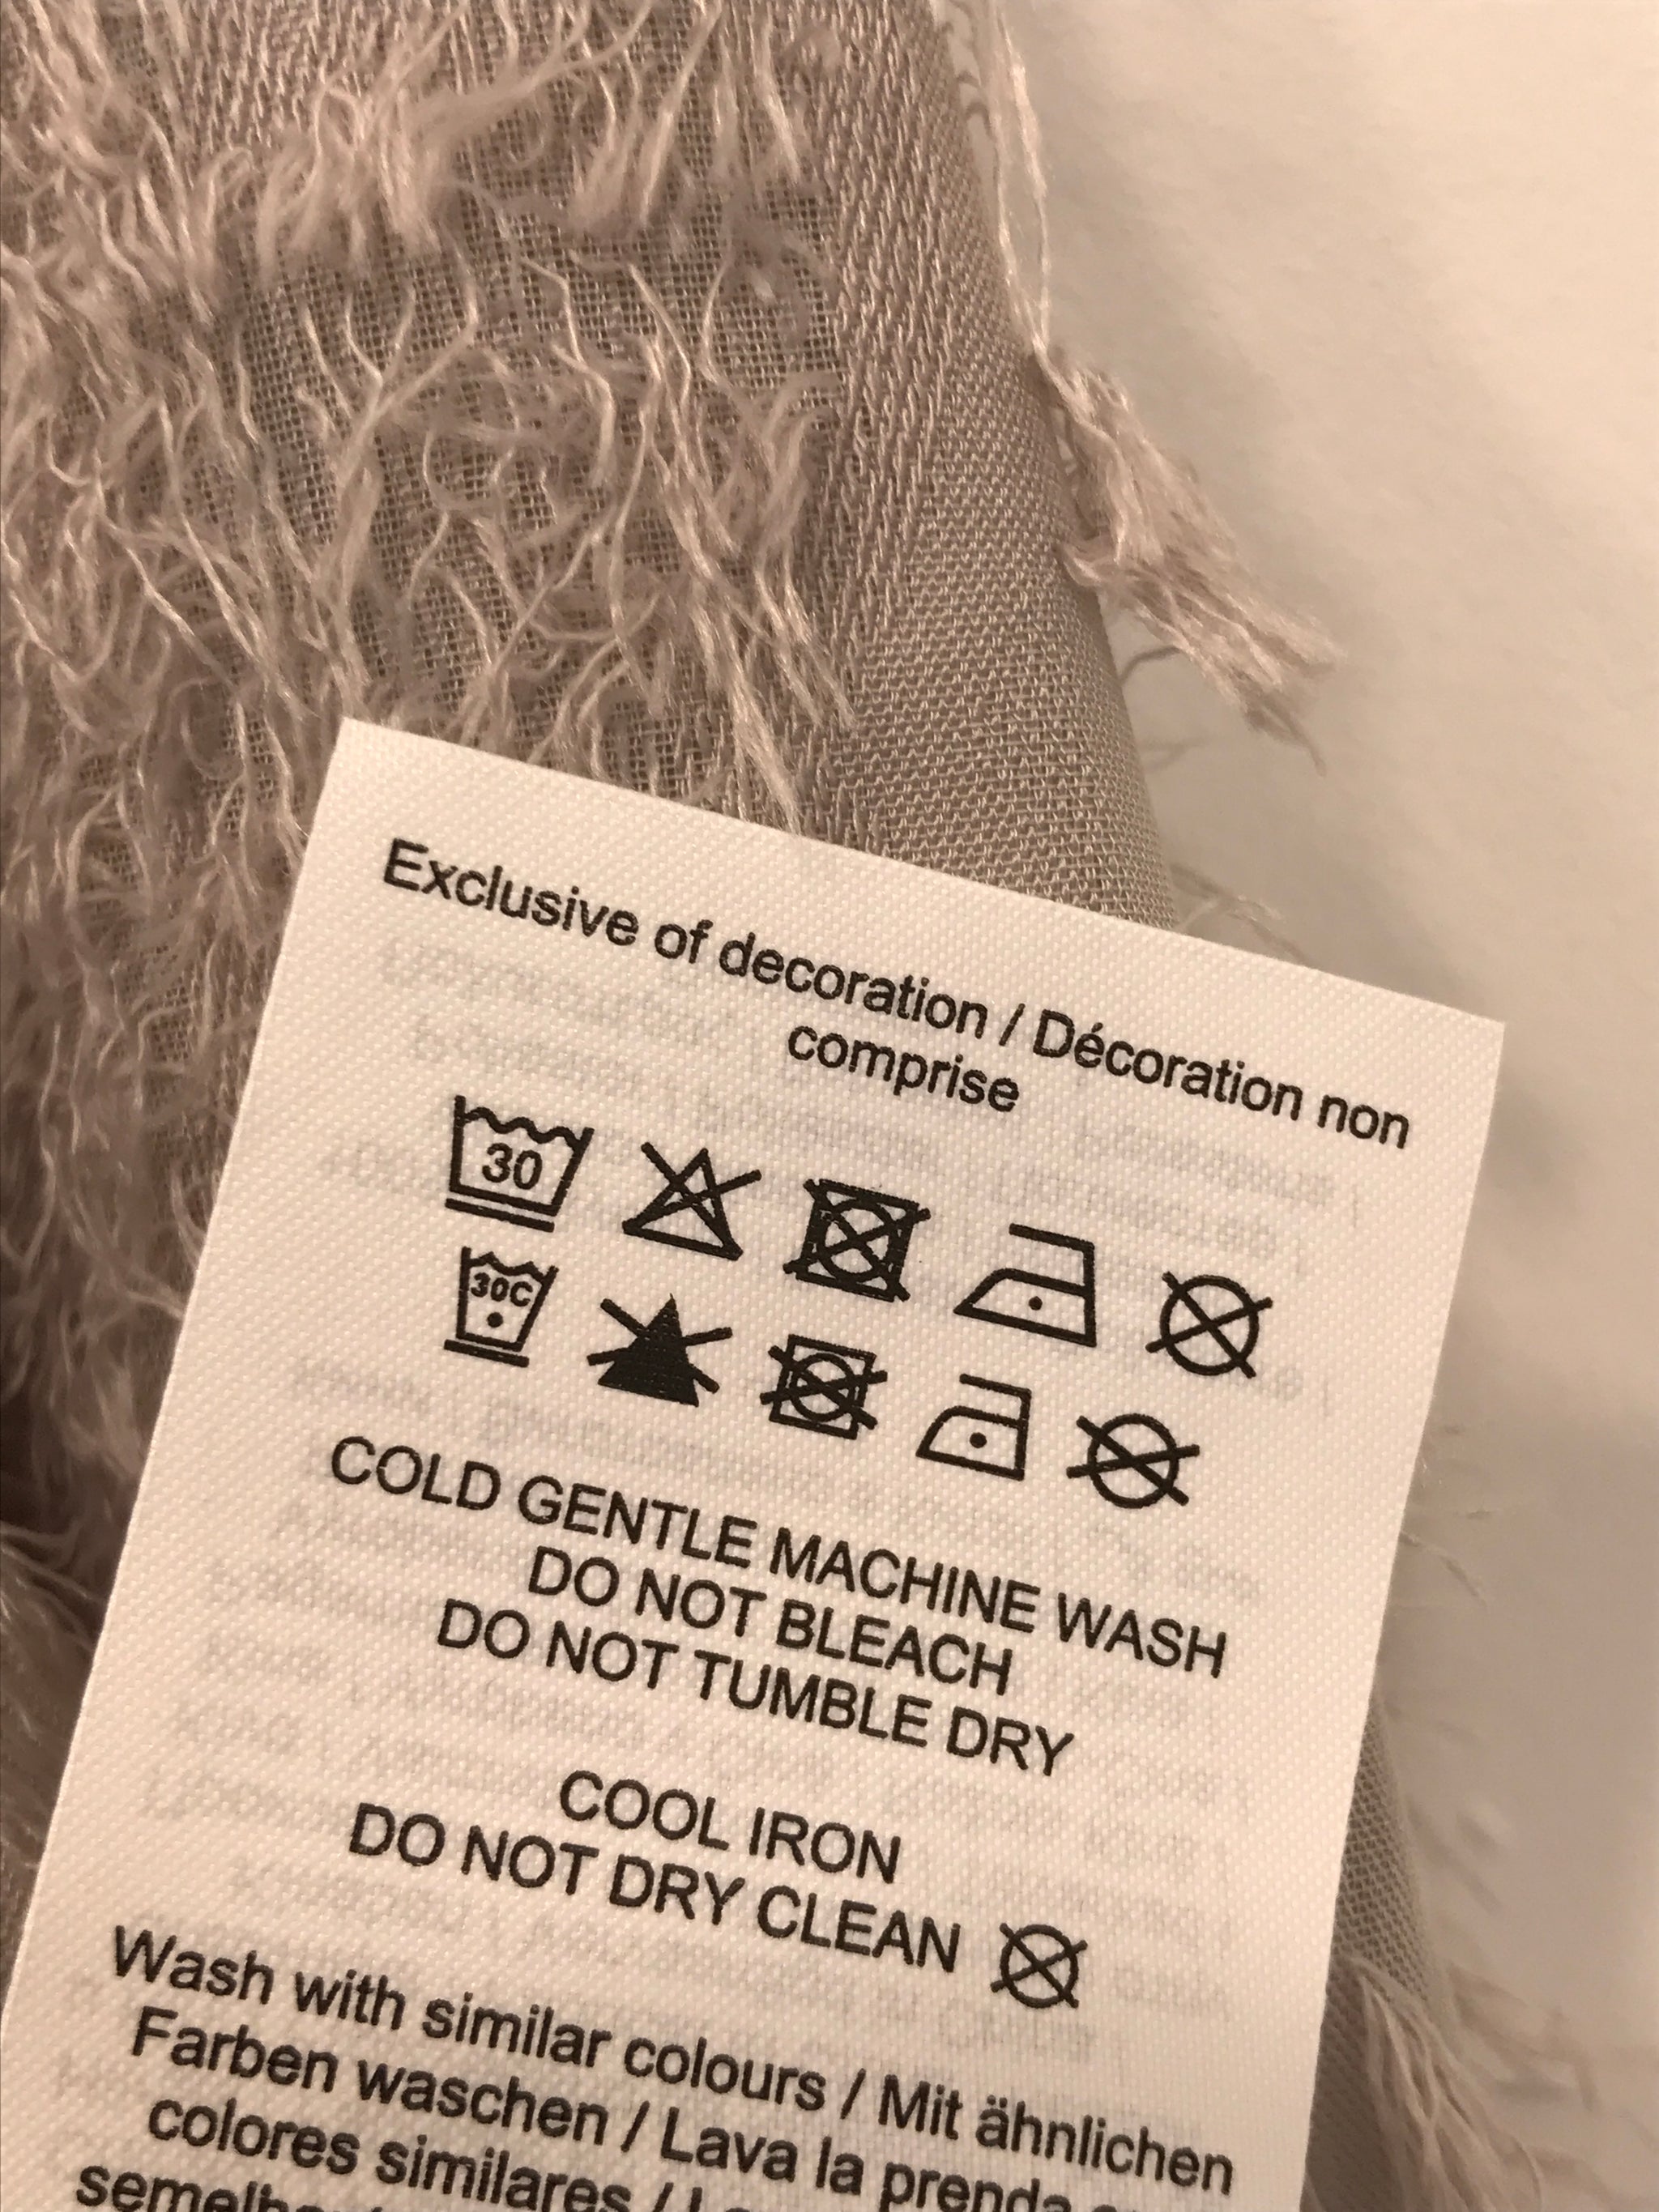 Exclusive of decoration / Décoration non
comprise
30
30C
COLD GENTLE MACHINE WASH
DO NOT BLEACH
DO NOT TUMBLE DRY
COOL IRON
DO NOT DRY CLEAN
Wash with similar colours / Mit ähnlichen
Farben waschen / Lava la prenda
colores similares /